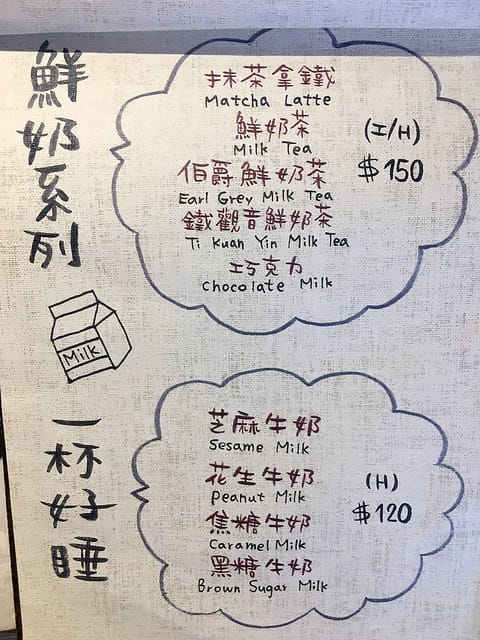 鮮奶系列
抹茶拿鐵
Matcha Latte
鮮奶茶
Milk Tea
伯爵鮮奶茶
Earl Grey Milk Tea
鐵觀音鮮奶茶
Ti Kuan Yin Milk Tea
巧克力
Chocolate Milk
(I/H)
$150
Milk
一杯好睡
芝麻牛奶
Sesame Milk
花生牛奶
Peanut Milk
焦糖牛奶
Caramel Milk
黑糖牛奶
Brown Sugar Milk
(H)
$120